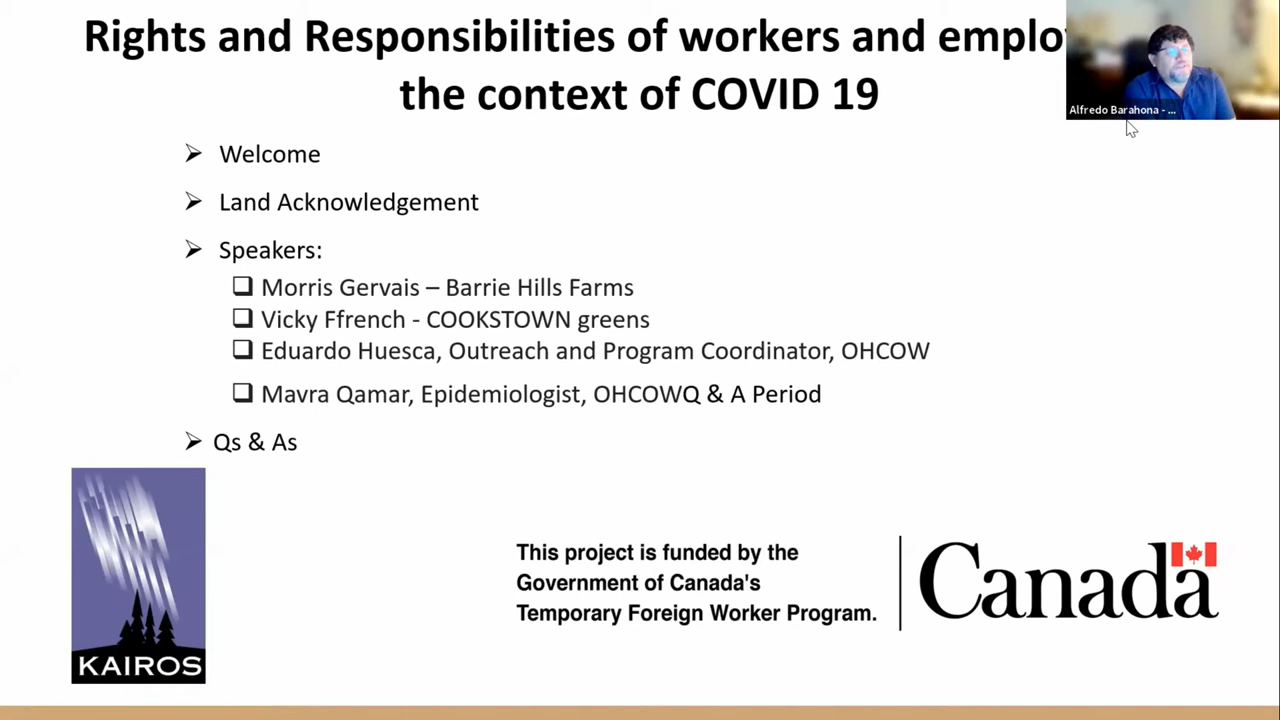 Rights and Responsibilities of workers and emplo
the context of COVID 19
Alfredo Barahona - ...
➢ Welcome
➢ Land Acknowledgement
➢ Speakers:
❑ Morris Gervais – Barrie Hills Farms
❑ Vicky Ffrench - COOKSTOWN greens
❑ Eduardo Huesca, Outreach and Program Coordinator, OHCOW
❑ Mavra Qamar, Epidemiologist, OHCOWQ & A Period
➢ Qs & As
KAIROS
This project is funded by the
Government of Canada's
Temporary Foreign Worker Program.
Canada